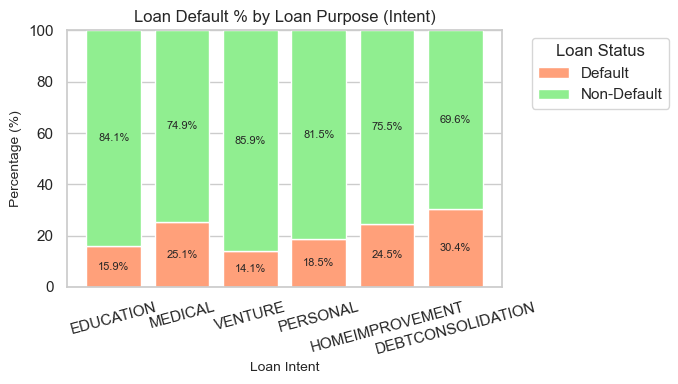 Loan Default % by Loan Purpose (Intent)
100
80
60
40
20
0
Percentage (%)
84.1%
74.9%
85.9%
81.5%
75.5%
69.6%
15.9%
25.1%
14.1%
18.5%
24.5%
30.4%
EDUCATION
MEDICAL
VENTURE
PERSONAL
HOMEIMPROVEMENT
DEBTCONSOLIDATION
Loan Intent
Loan Status
Default
Non-Default